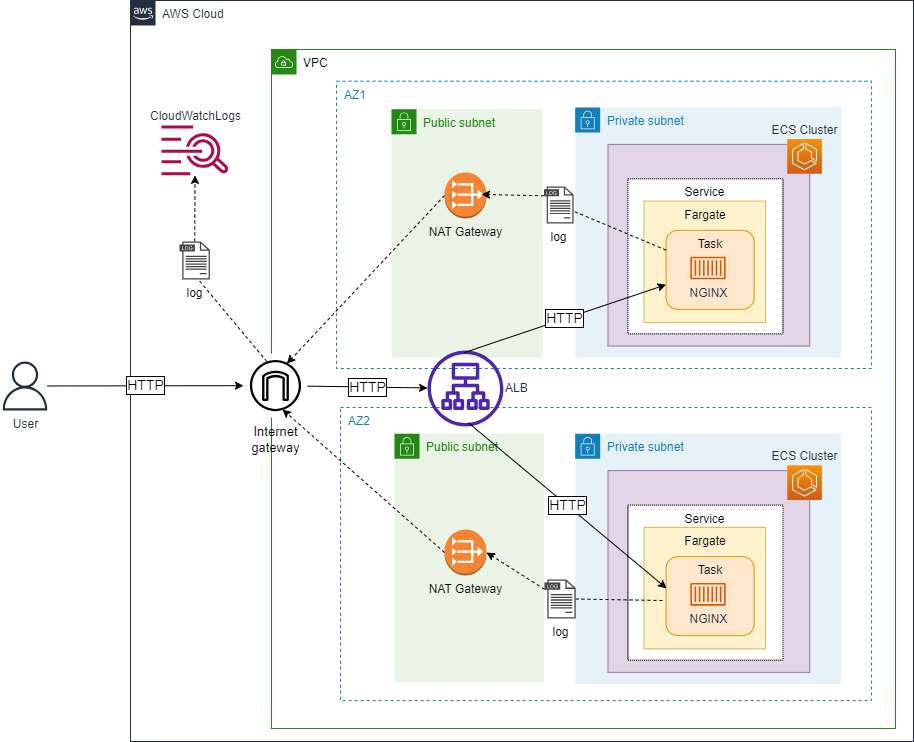 aws
AWS Cloud
VPC
AZ1
CloudWatchLogs
Public subnet
Private subnet
ECS Cluster
Service
Fargate
LOG
NAT Gateway
log
Task
NGINX
LOG
log
HTTP
User
HTTP
Internet
gateway
HTTP
ALB
AZ2
Public subnet
Private subnet
ECS Cluster
HTTP
Service
Fargate
Task
NGINX
NAT Gateway
LOG
log